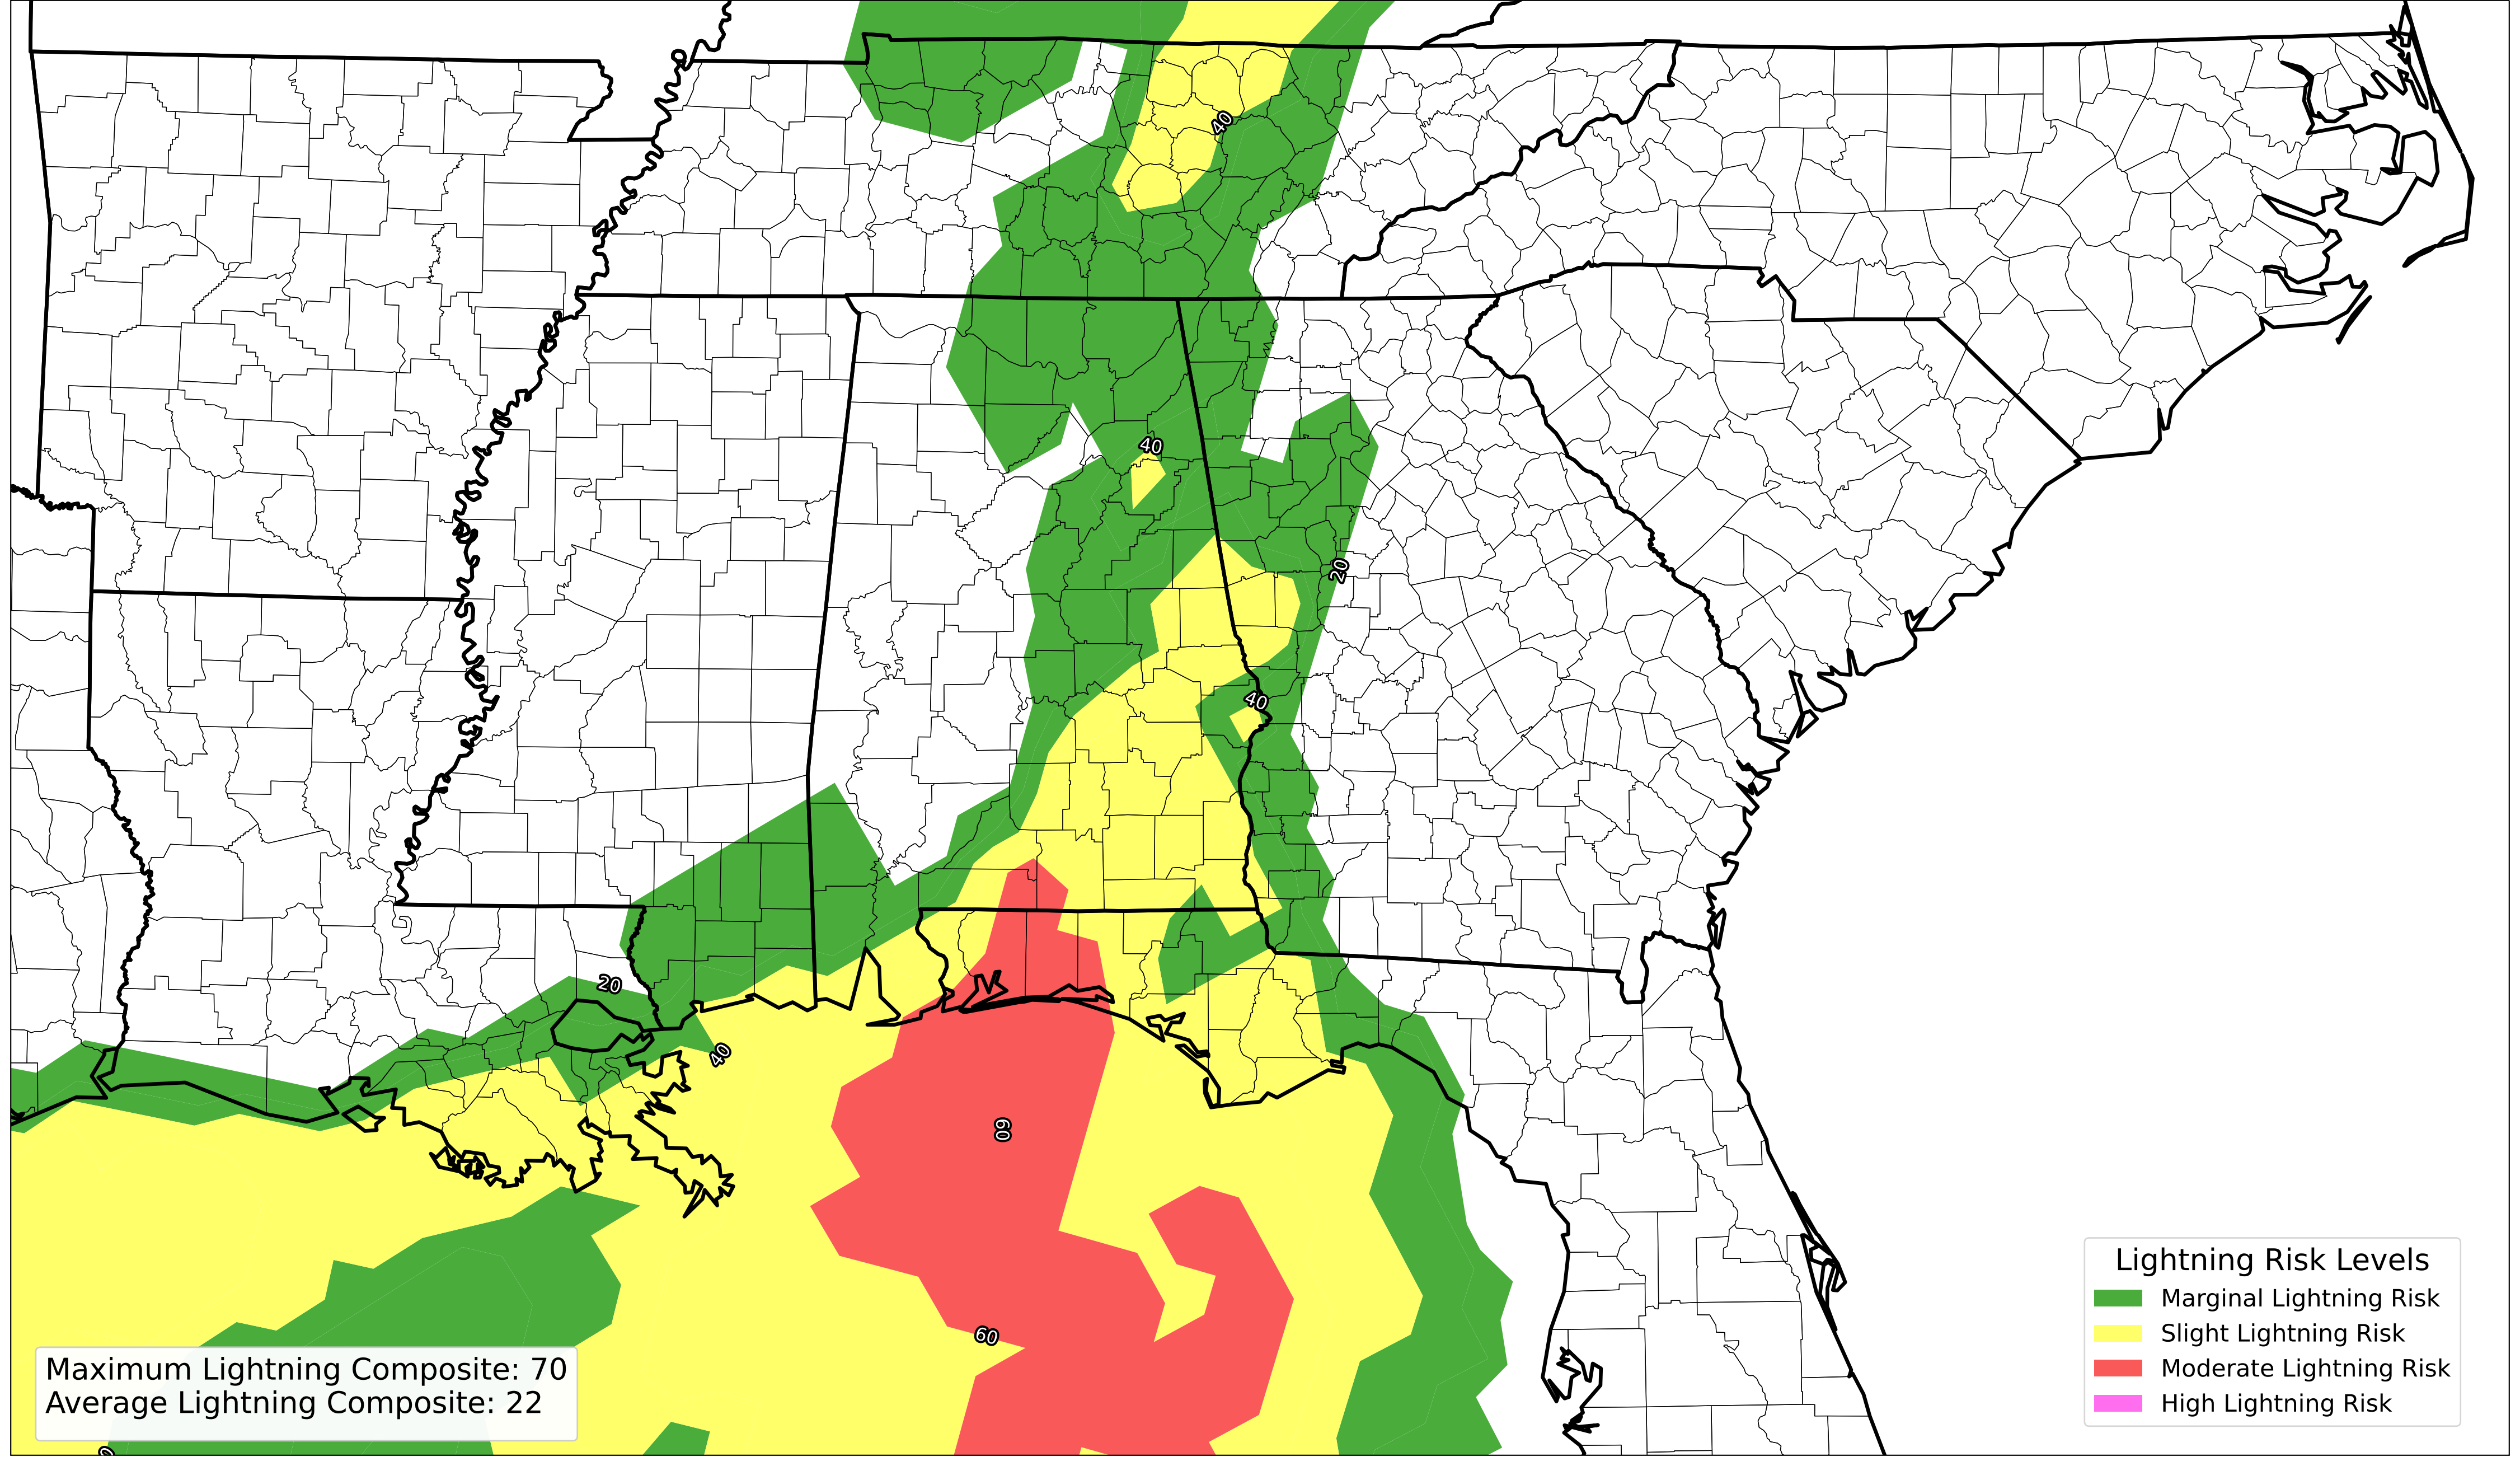 40
40
20
40
20
40
60
60
Maximum Lightning Composite: 70
Average Lightning Composite: 22
Lightning Risk Levels
Marginal Lightning Risk
Slight Lightning Risk
Moderate Lightning Risk
High Lightning Risk